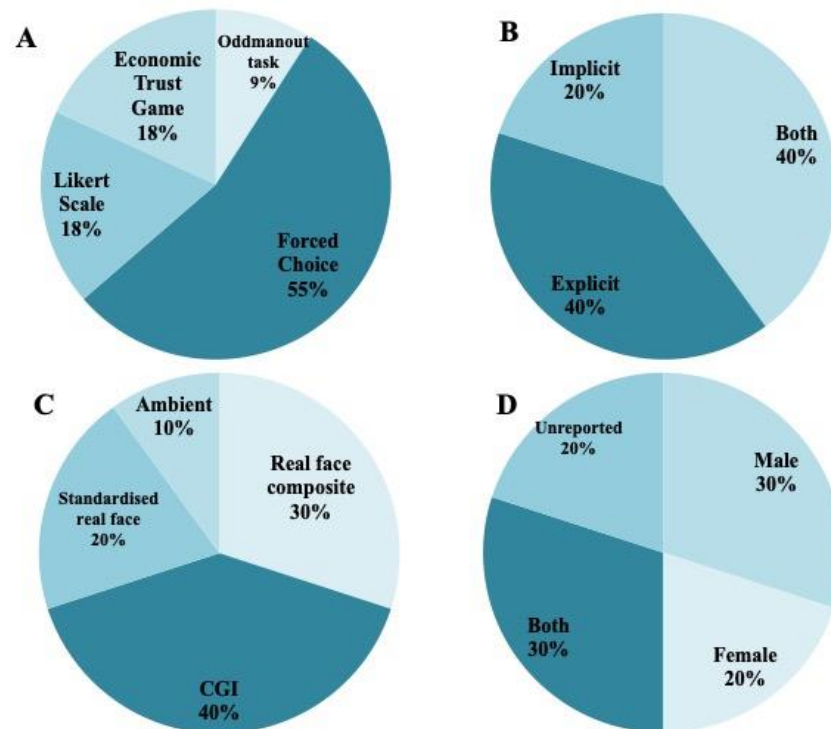 A
Oddmanout
task
9%
Economic
Trust
Game
18%
Likert
Scale
18%
Forced
Choice
55%
B
Implicit
20%
Both
40%
Explicit
40%
C
Ambient
10%
Real face
composite
30%
Standardised
real face
20%
CGI
40%
D
Unreported
20%
Male
30%
Both
30%
Female
20%